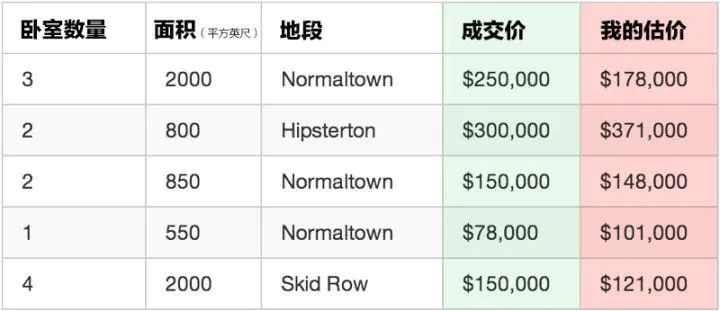 卧室数量 面积（平方英尺） 地段 成交价 我的估价
3 2000 Normaltown $250,000 $178,000
2 800 Hipsterton $300,000 $371,000
2 850 Normaltown $150,000 $148,000
1 550 Normaltown $78,000 $101,000
4 2000 Skid Row $150,000 $121,000